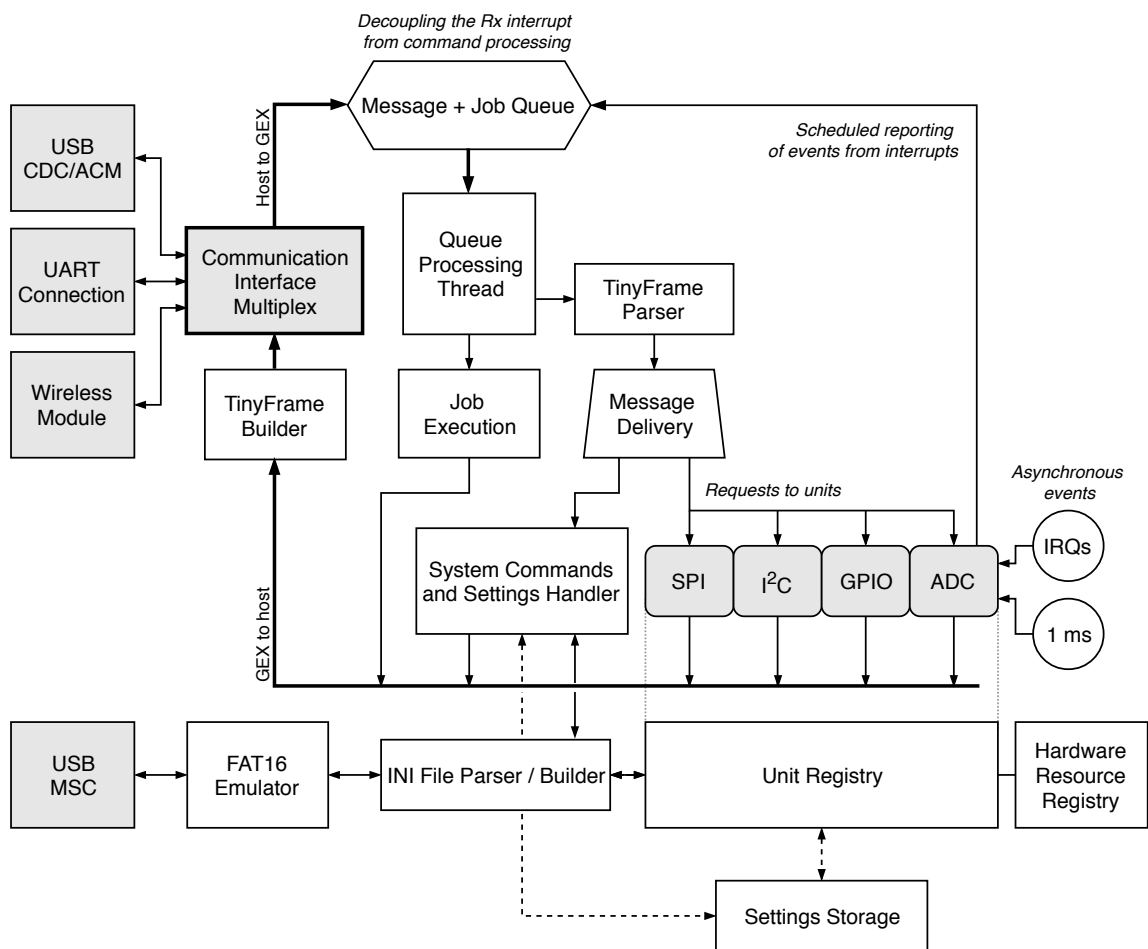 Decoupling the Rx interrupt
from command processing
Message + Job Queue
USB
CDC/ACM
Host to GEX
Scheduled reporting
of events from interrupts
UART
Connection
Communication
Interface
Multiplex
Queue
Processing
Thread
TinyFrame
Parser
Wireless
Module
TinyFrame
Builder
Job
Execution
Message
Delivery
Requests to units
Asynchronous
events
System Commands
and Settings Handler
SPI
I²C
GPIO
ADC
IRQs
1 ms
GEX to host
USB
MSC
FAT16
Emulator
INI File Parser / Builder
Unit Registry
Hardware
Resource
Registry
Settings Storage